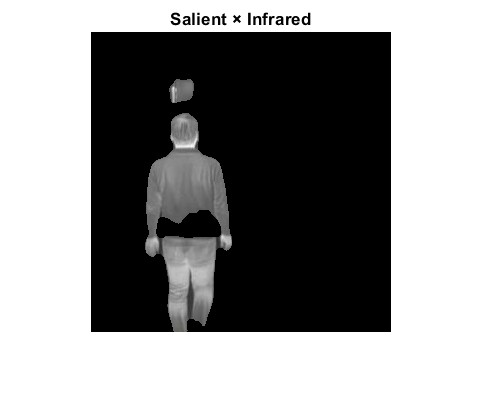 Salient × Infrared